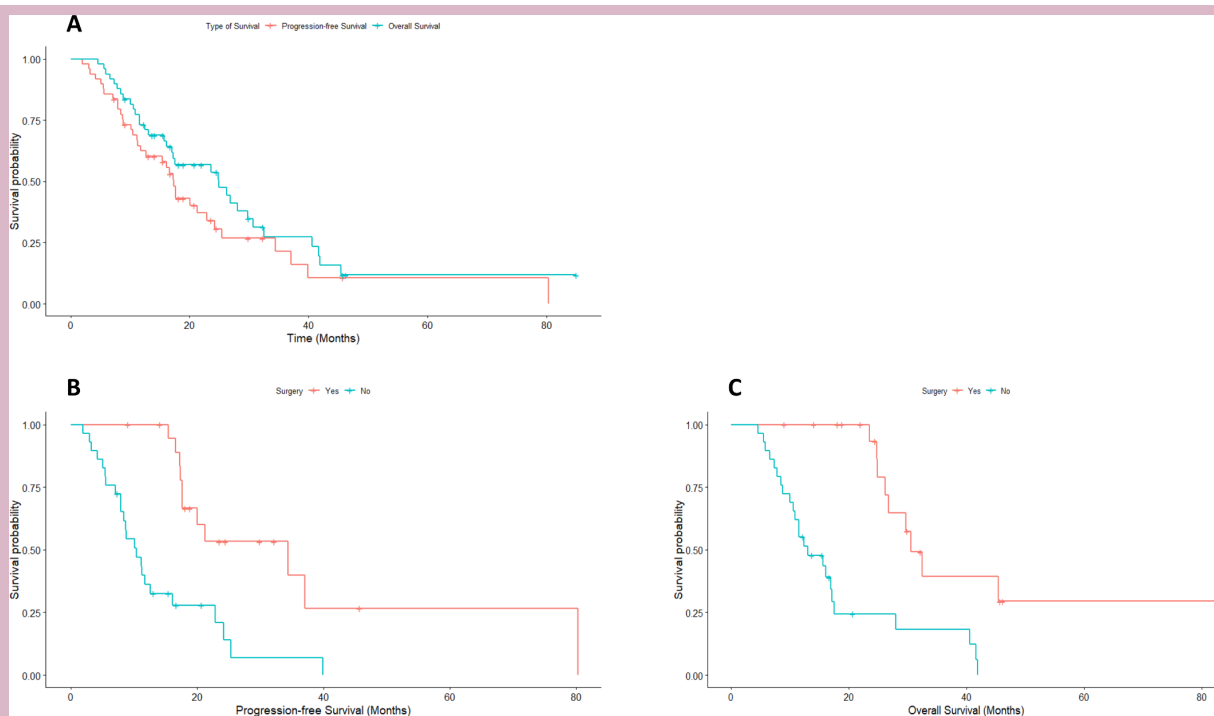 A
Type of Survival Progression-free Survival Overall Survival
Survival probability
1.00
0.75
0.50
0.25
0.00
0 20 40 60 80
Time (Months)
B
Surgery Yes No
Survival probability
1.00
0.75
0.50
0.25
0.00
0 20 40 60 80
Progression-free Survival (Months)
C
Surgery Yes No
Survival probability
1.00
0.75
0.50
0.25
0.00
0 20 40 60 80
Overall Survival (Months)